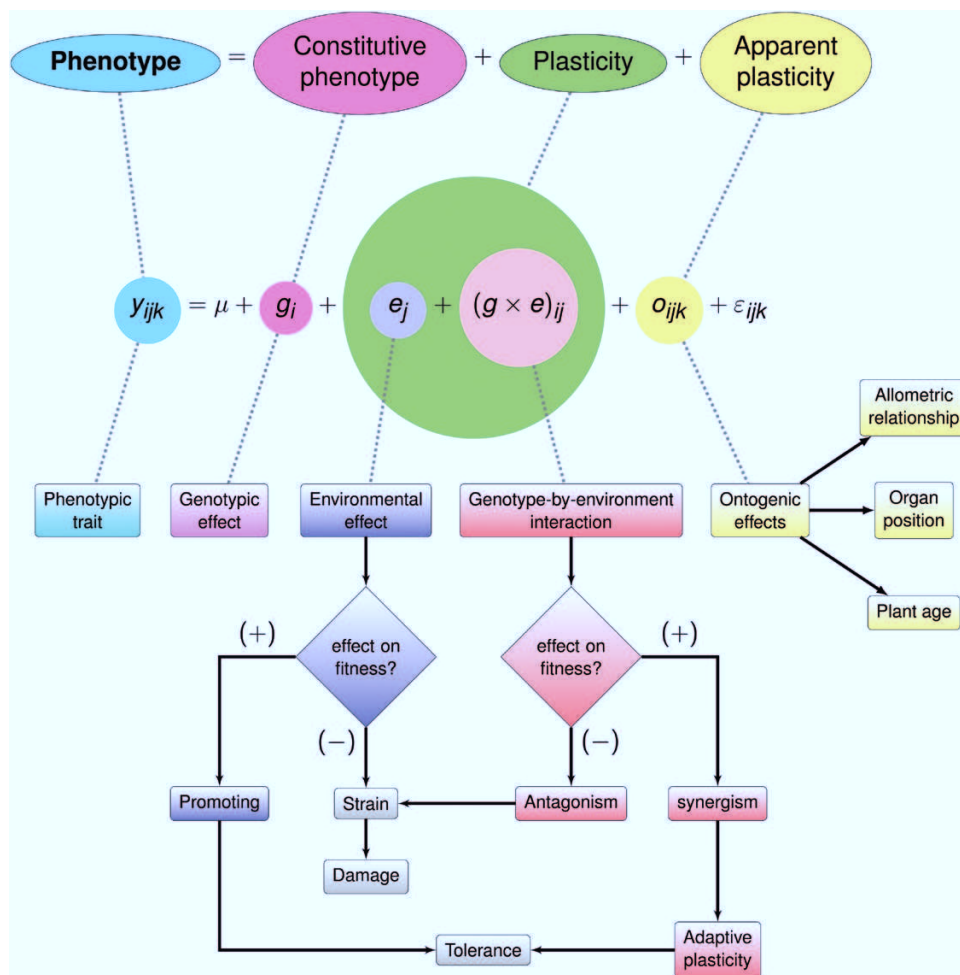 Phenotype = Constitutive phenotype + Plasticity + Apparent plasticity
y_ijk = μ + g_i + e_j + (g × e)_ij + o_ijk + ε_ijk
Allometric
relationship
Phenotypic
trait
Genotypic
effect
Environmental
effect
Genotype-by-environment
interaction
Ontogenic
effects
Organ
position
Plant age
(+)
effect on
fitness?
(−)
effect on
fitness?
(+)
(−)
Promoting
Strain
Antagonism
synergism
Damage
Tolerance
Adaptive
plasticity